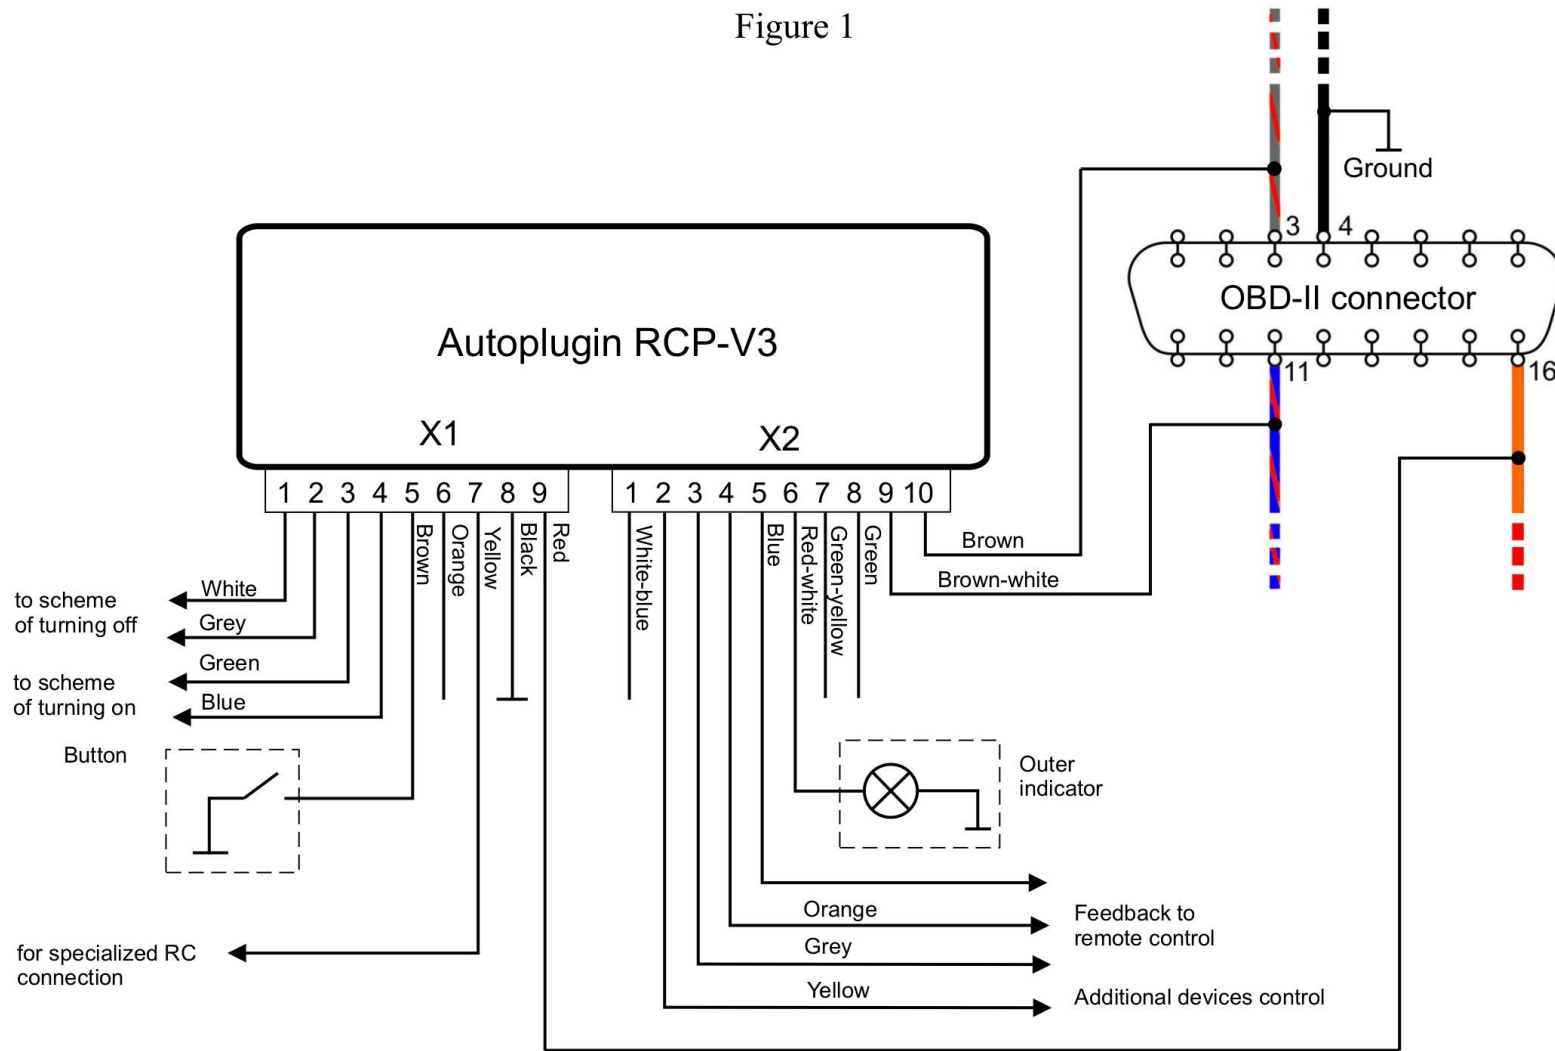 Figure 1
Ground
3 4
OBD-II connector
11 16
Autoplugin RCP-V3
X1 X2
1 2 3 4 5 6 7 8 9
1 2 3 4 5 6 7 8 9 10
Brown
Orange
Yellow
Black
Red
White-blue
Blue
Red-white
Green-yellow
Green
Brown
Brown-white
to scheme
of turning off
White
Grey
to scheme
of turning on
Green
Blue
Button
Outer
indicator
Orange
Grey
Yellow
Feedback to
remote control
Additional devices control
for specialized RC
connection